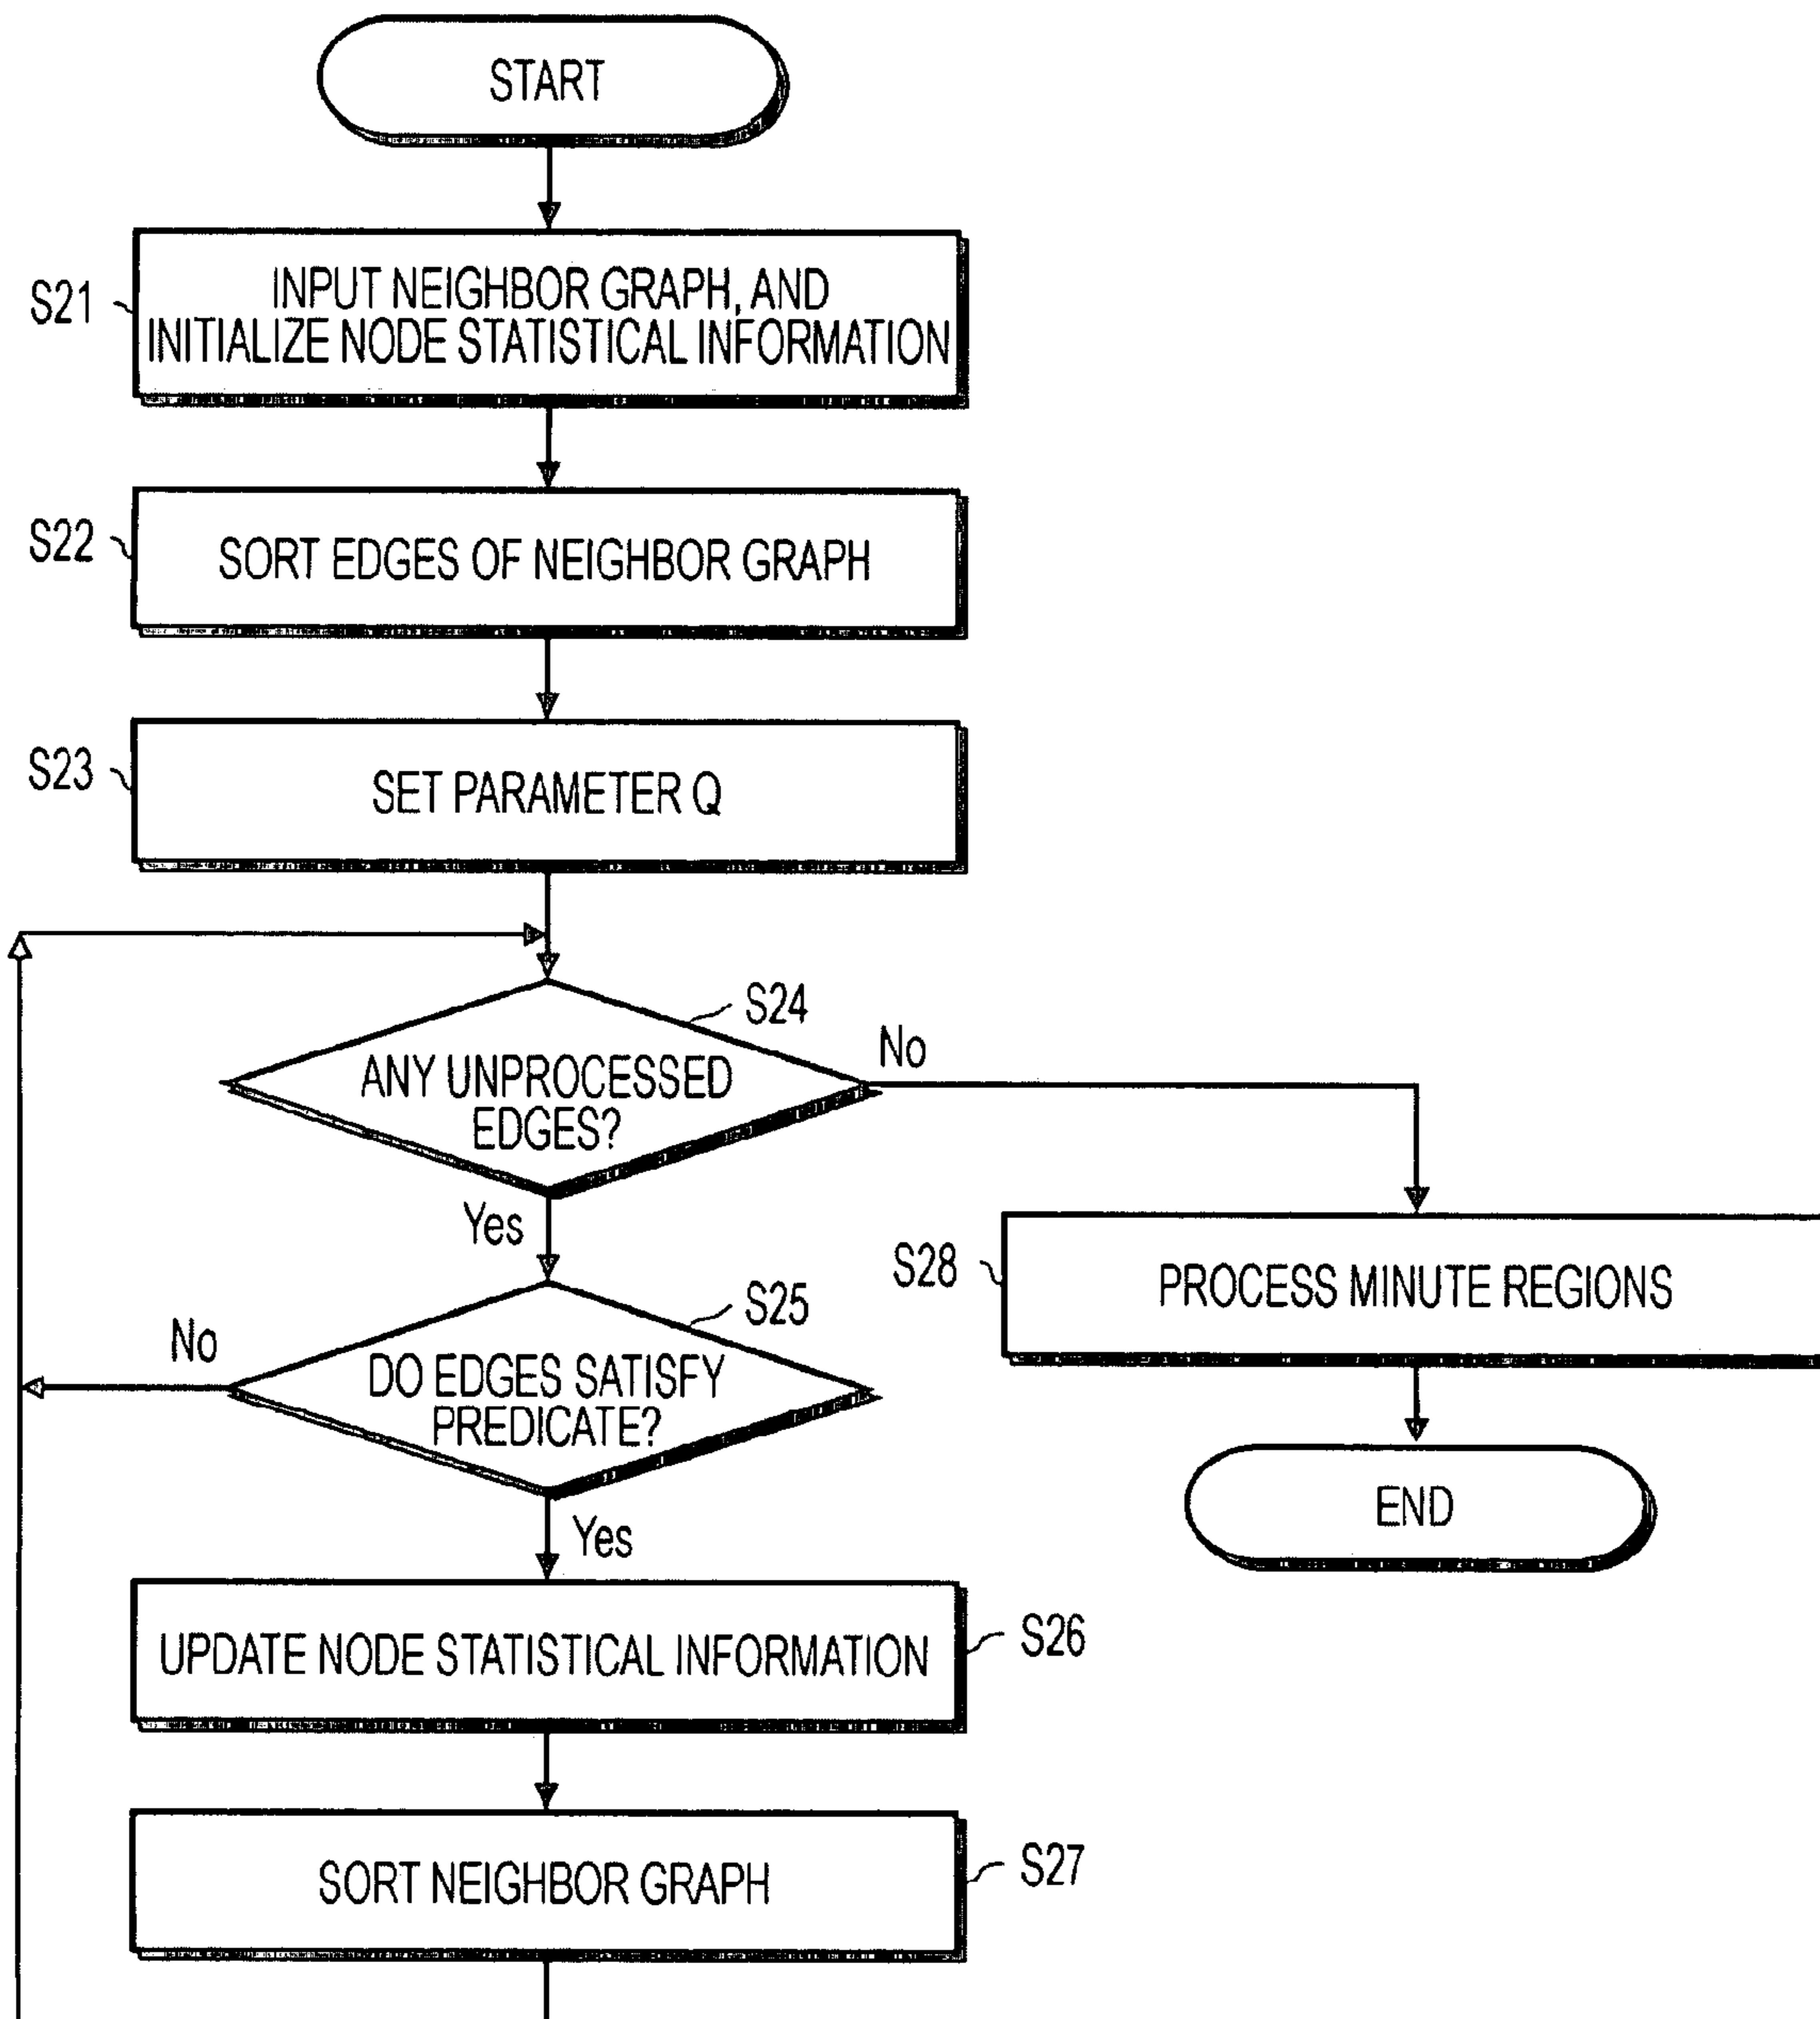 START
S21
INPUT NEIGHBOR GRAPH, AND
INITIALIZE NODE STATISTICAL INFORMATION
S22
SORT EDGES OF NEIGHBOR GRAPH
S23
SET PARAMETER Q
S24
ANY UNPROCESSED
EDGES?
No
Yes
S28
PROCESS MINUTE REGIONS
S25
No
DO EDGES SATISFY
PREDICATE?
END
Yes
UPDATE NODE STATISTICAL INFORMATION
S26
SORT NEIGHBOR GRAPH
S27